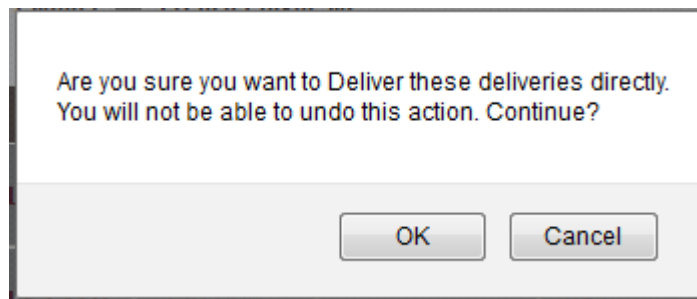 Are you sure you want to Deliver these deliveries directly.
You will not be able to undo this action. Continue?
OK
Cancel